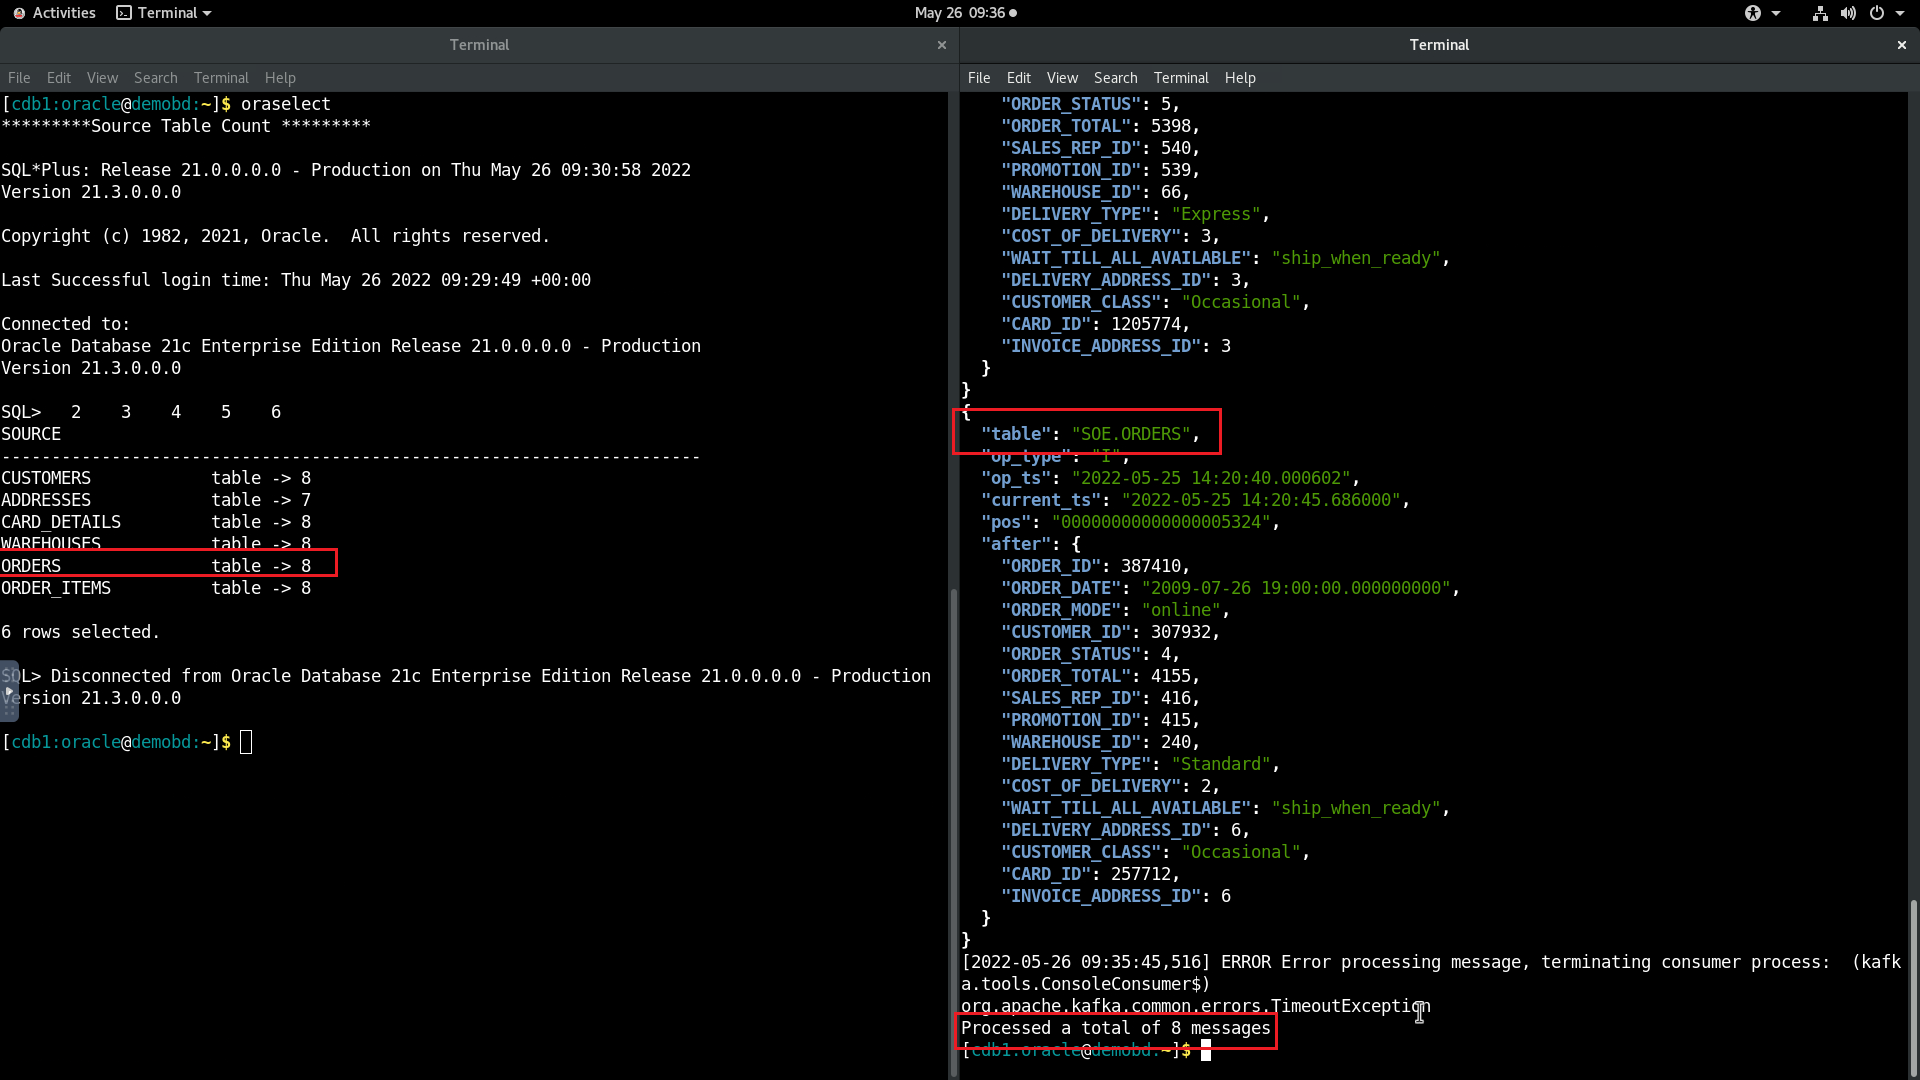 Activities Terminal May 26 09:36
Terminal
File Edit View Search Terminal Help
[cdb1:oracle@demobd:~]$ oraselect
*********Source Table Count *********
SQL*Plus: Release 21.0.0.0.0 - Production on Thu May 26 09:30:58 2022
Version 21.3.0.0.0
Copyright (c) 1982, 2021, Oracle.  All rights reserved.
Last Successful login time: Thu May 26 2022 09:29:49 +00:00
Connected to:
Oracle Database 21c Enterprise Edition Release 21.0.0.0.0 - Production
Version 21.3.0.0.0
SQL>   2    3    4    5    6
SOURCE
----------------------------------------------------------------------
CUSTOMERS            table -> 8
ADDRESSES            table -> 7
CARD_DETAILS         table -> 8
WAREHOUSES           table -> 8
ORDERS               table -> 8
ORDER_ITEMS          table -> 8
6 rows selected.
SQL> Disconnected from Oracle Database 21c Enterprise Edition Release 21.0.0.0.0 - Production
Version 21.3.0.0.0
[cdb1:oracle@demobd:~]$
Terminal
File Edit View Search Terminal Help
"ORDER_STATUS": 5,
"ORDER_TOTAL": 5398,
"SALES_REP_ID": 540,
"PROMOTION_ID": 539,
"WAREHOUSE_ID": 66,
"DELIVERY_TYPE": "Express",
"COST_OF_DELIVERY": 3,
"WAIT_TILL_ALL_AVAILABLE": "ship_when_ready",
"DELIVERY_ADDRESS_ID": 3,
"CUSTOMER_CLASS": "Occasional",
"CARD_ID": 1205774,
"INVOICE_ADDRESS_ID": 3
}
}
{
"table": "SOE.ORDERS",
"op_type": "I",
"op_ts": "2022-05-25 14:20:40.000602",
"current_ts": "2022-05-25 14:20:45.686000",
"pos": "00000000000000005324",
"after": {
"ORDER_ID": 387410,
"ORDER_DATE": "2009-07-26 19:00:00.000000000",
"ORDER_MODE": "online",
"CUSTOMER_ID": 307932,
"ORDER_STATUS": 4,
"ORDER_TOTAL": 4155,
"SALES_REP_ID": 416,
"PROMOTION_ID": 415,
"WAREHOUSE_ID": 240,
"DELIVERY_TYPE": "Standard",
"COST_OF_DELIVERY": 2,
"WAIT_TILL_ALL_AVAILABLE": "ship_when_ready",
"DELIVERY_ADDRESS_ID": 6,
"CUSTOMER_CLASS": "Occasional",
"CARD_ID": 257712,
"INVOICE_ADDRESS_ID": 6
}
}
[2022-05-26 09:35:45,516] ERROR Error processing message, terminating consumer process:  (kafk
a.tools.ConsoleConsumer$)
org.apache.kafka.common.errors.TimeoutException
Processed a total of 8 messages
[cdb1:oracle@demobd:~]$